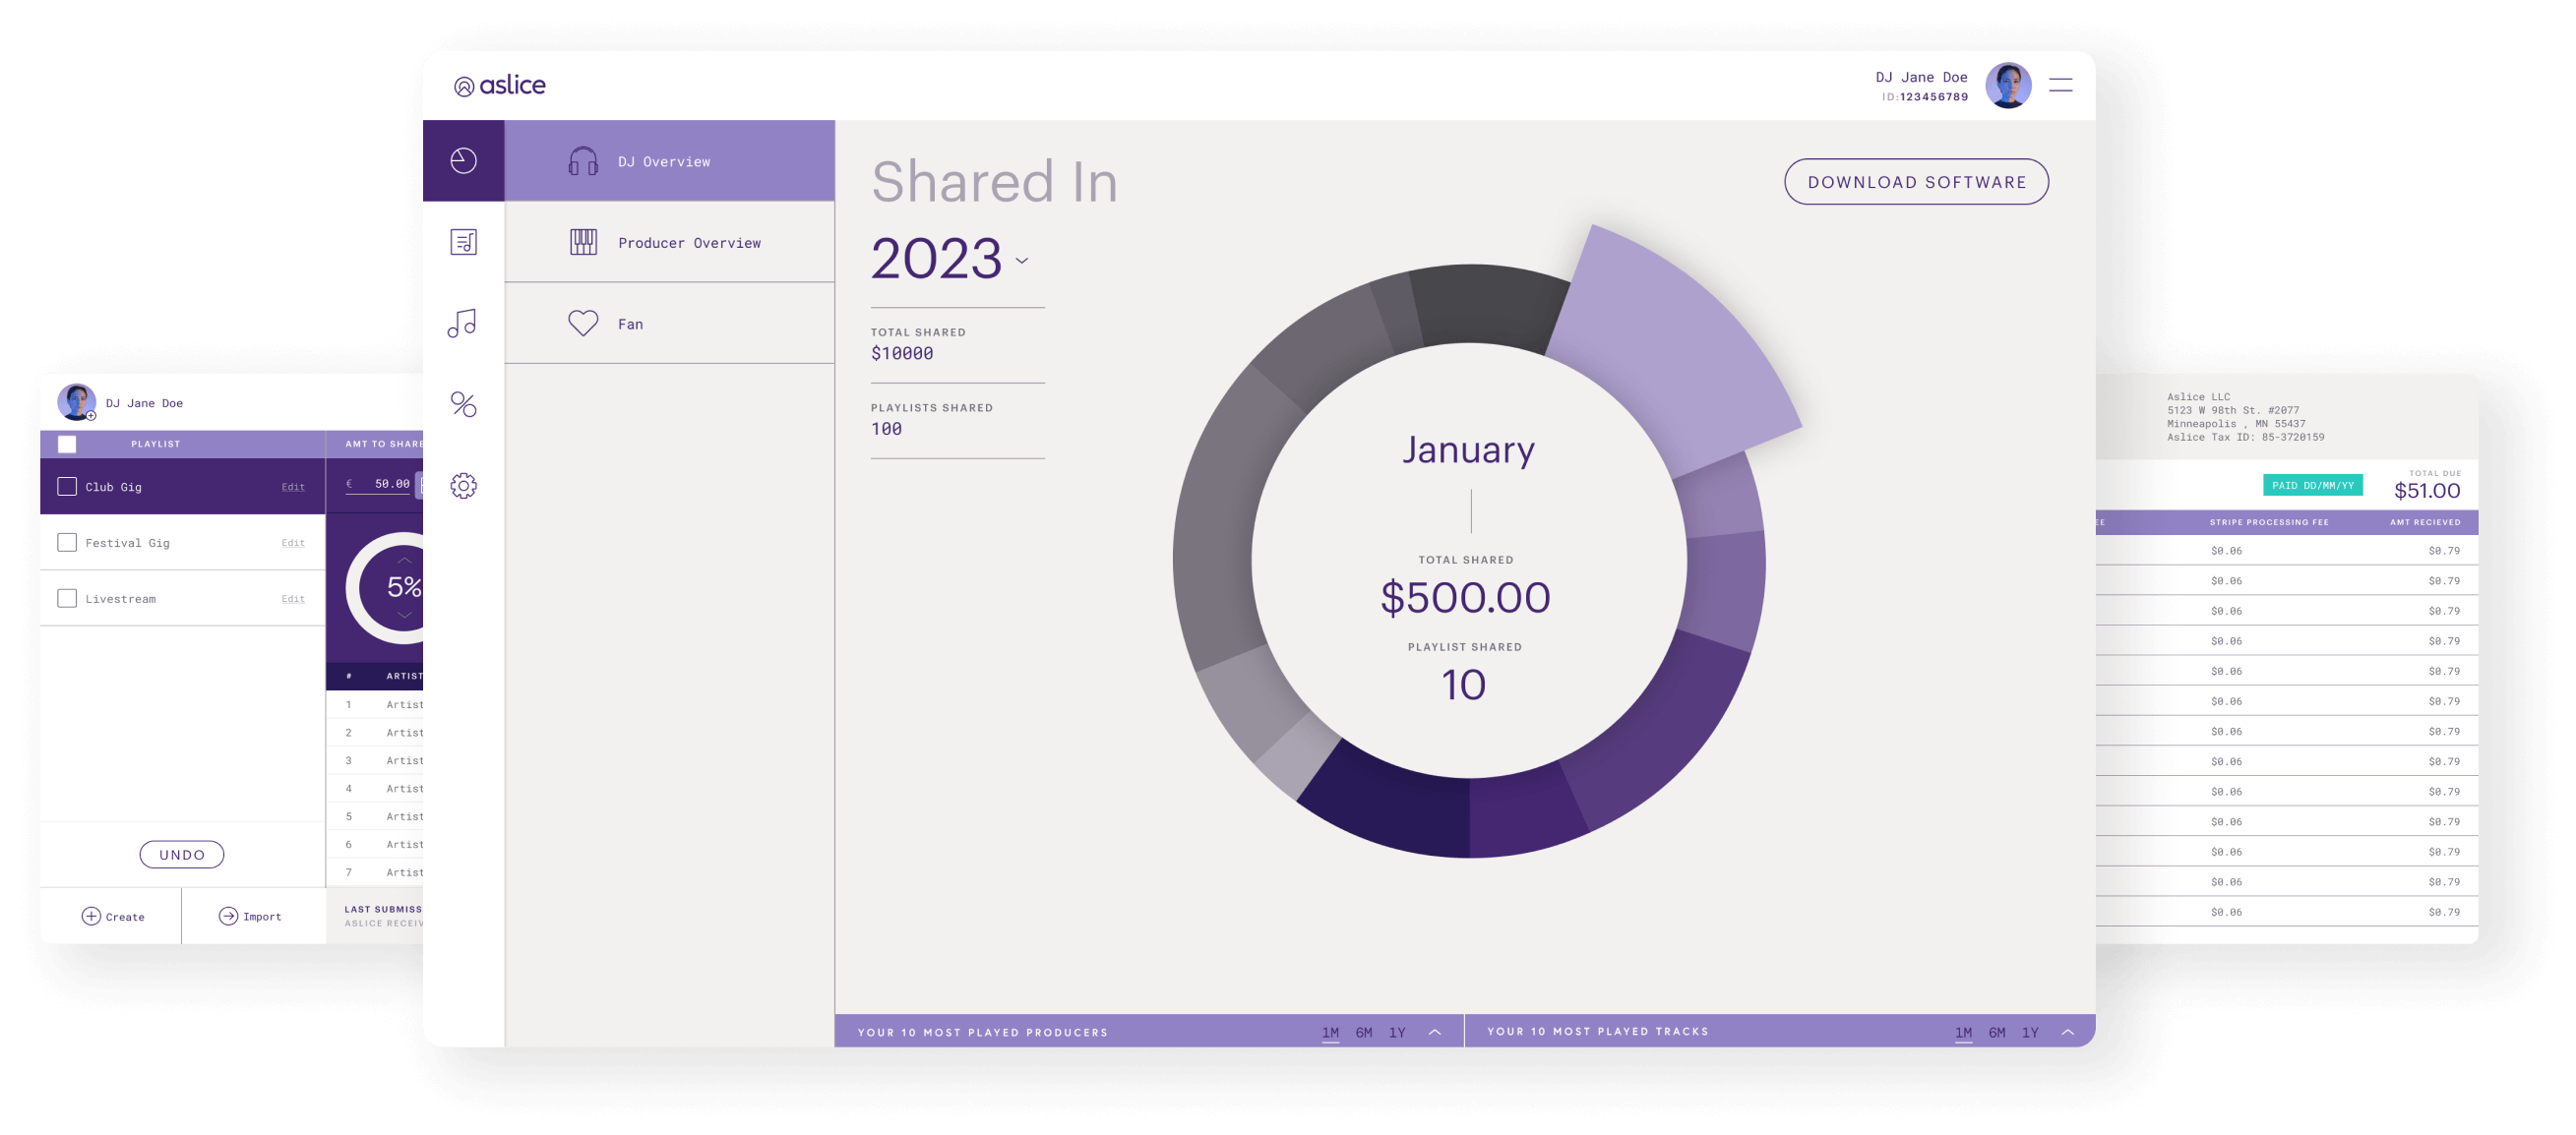 aslice
DJ Jane Doe
ID:123456789
DJ Overview
Producer Overview
Fan
Shared In
2023
TOTAL SHARED
$10000
PLAYLISTS SHARED
100
DOWNLOAD SOFTWARE
January
TOTAL SHARED
$500.00
PLAYLIST SHARED
10
YOUR 10 MOST PLAYED PRODUCERS 1M 6M 1Y
YOUR 10 MOST PLAYED TRACKS 1M 6M 1Y
DJ Jane Doe
PLAYLIST AMT TO SHARE
Club Gig Edit € 50.00
Festival Gig Edit
5%
Livestream Edit
# ARTIST
1 Artist
2 Artist
3 Artist
4 Artist
5 Artist
6 Artist
7 Artist
UNDO
Create Import
LAST SUBMISS
ASLICE RECEIV
Aslice LLC
5123 W 98th St. #2077
Minneapolis , MN 55437
Aslice Tax ID: 85-3720159
PAID DD/MM/YY
TOTAL DUE
$51.00
EE STRIPE PROCESSING FEE AMT RECIEVED
$0.06 $0.79
$0.06 $0.79
$0.06 $0.79
$0.06 $0.79
$0.06 $0.79
$0.06 $0.79
$0.06 $0.79
$0.06 $0.79
$0.06 $0.79
$0.06 $0.79
$0.06 $0.79
$0.06 $0.79
$0.06 $0.79